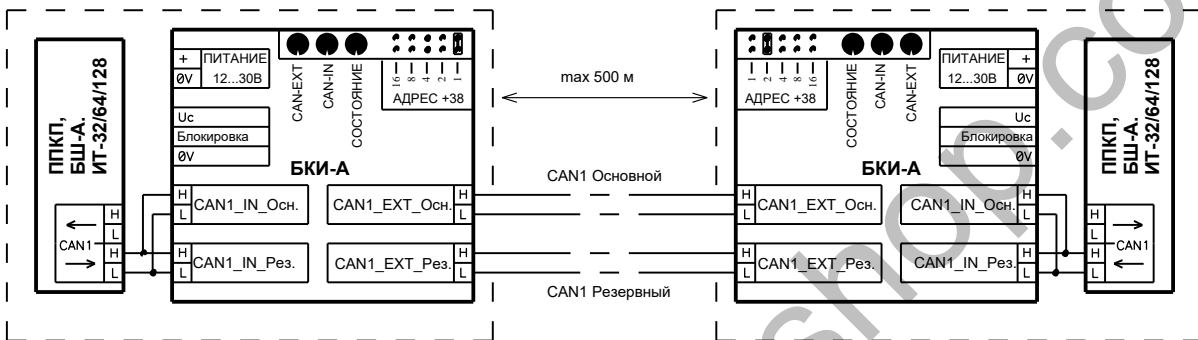 ППКП,
БШ-А.
ИТ-32/64/128
H
L
CAN1
H
L
+ ПИТАНИЕ
0V 12...30В
Uc
Блокировка
0V
CAN-EXT
CAN-IN
СОСТОЯНИЕ
16 8 4 2 1
АДРЕС +38
БКИ-А
H
L
CAN1_IN_Осн.
CAN1_EXT_Осн.
H
L
H
L
CAN1_IN_Рез.
CAN1_EXT_Рез.
H
L
max 500 м
CAN1 Основной
CAN1 Резервный
1 2 4 8 16
АДРЕС +38
СОСТОЯНИЕ
CAN-IN
CAN-EXT
ПИТАНИЕ +
12...30В 0V
Uc
Блокировка
0V
БКИ-А
H
L
CAN1_EXT_Осн.
CAN1_IN_Осн.
H
L
H
L
CAN1_EXT_Рез.
CAN1_IN_Рез.
H
L
H
L
CAN1
H
L
ППКП,
БШ-А.
ИТ-32/64/128
shop.co